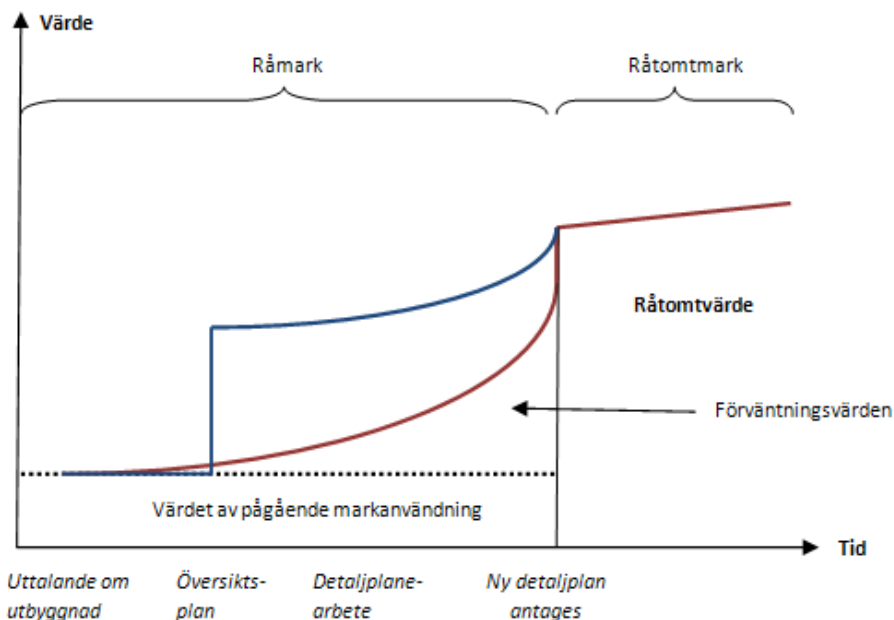 Värde
Råmark
Råtomtmark
Råtomtvärde
Förväntningsvärden
Värdet av pågående markanvändning
Tid
Uttalande om
utbyggnad
Översikts-
plan
Detaljplane-
arbete
Ny detaljplan
antages